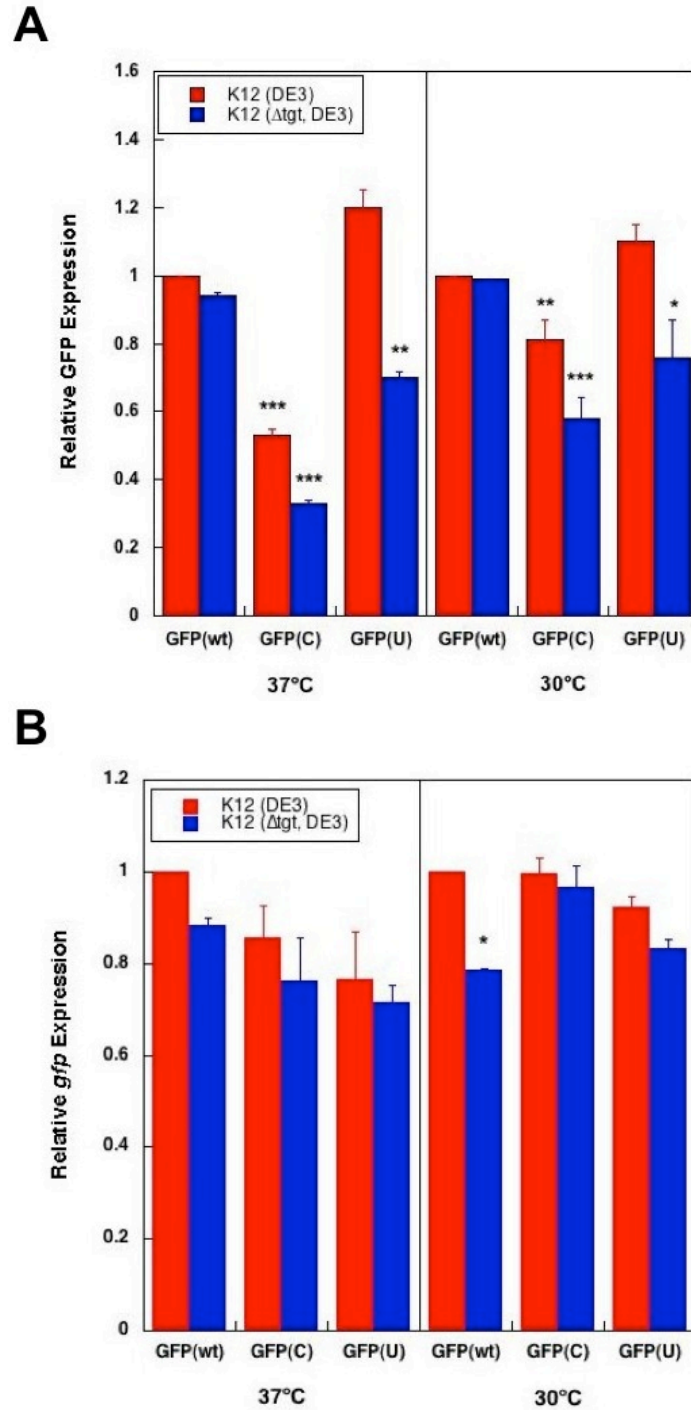 A
1.6
1.4
1.2
1
0.8
0.6
0.4
0.2
0
Relative GFP Expression
K12 (DE3)
K12 (Δtgt, DE3)
***
***
**
**
***
*
GFP(wt) GFP(C) GFP(U) GFP(wt) GFP(C) GFP(U)
37°C 30°C
B
1.2
1
0.8
0.6
0.4
0.2
0
Relative gfp Expression
K12 (DE3)
K12 (Δtgt, DE3)
*
GFP(wt) GFP(C) GFP(U) GFP(wt) GFP(C) GFP(U)
37°C 30°C